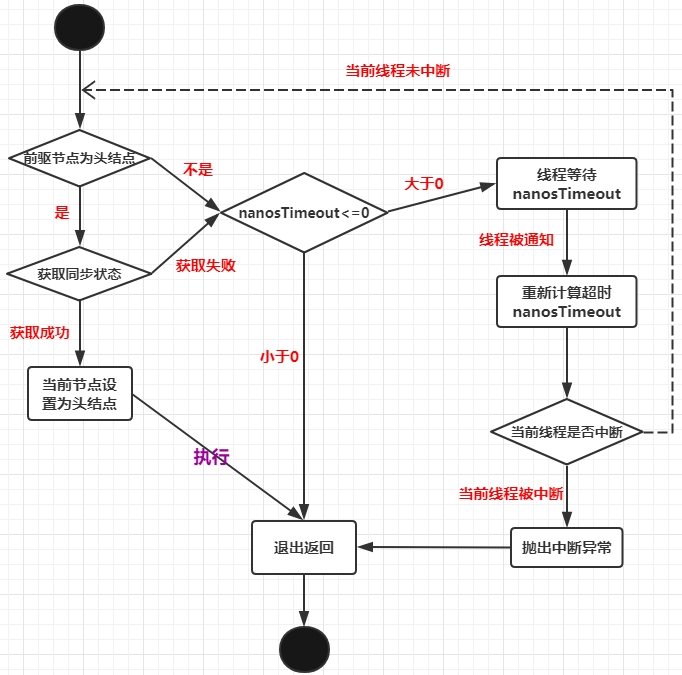 当前线程未中断
前驱节点为头结点
不是
大于0
线程等待
nanosTimeout
nanosTimeout<=0
是
线程被通知
获取同步状态
获取失败
重新计算超时
nanosTimeout
获取成功
小于0
当前节点设
置为头结点
当前线程是否中断
执行
当前线程被中断
退出返回
抛出中断异常